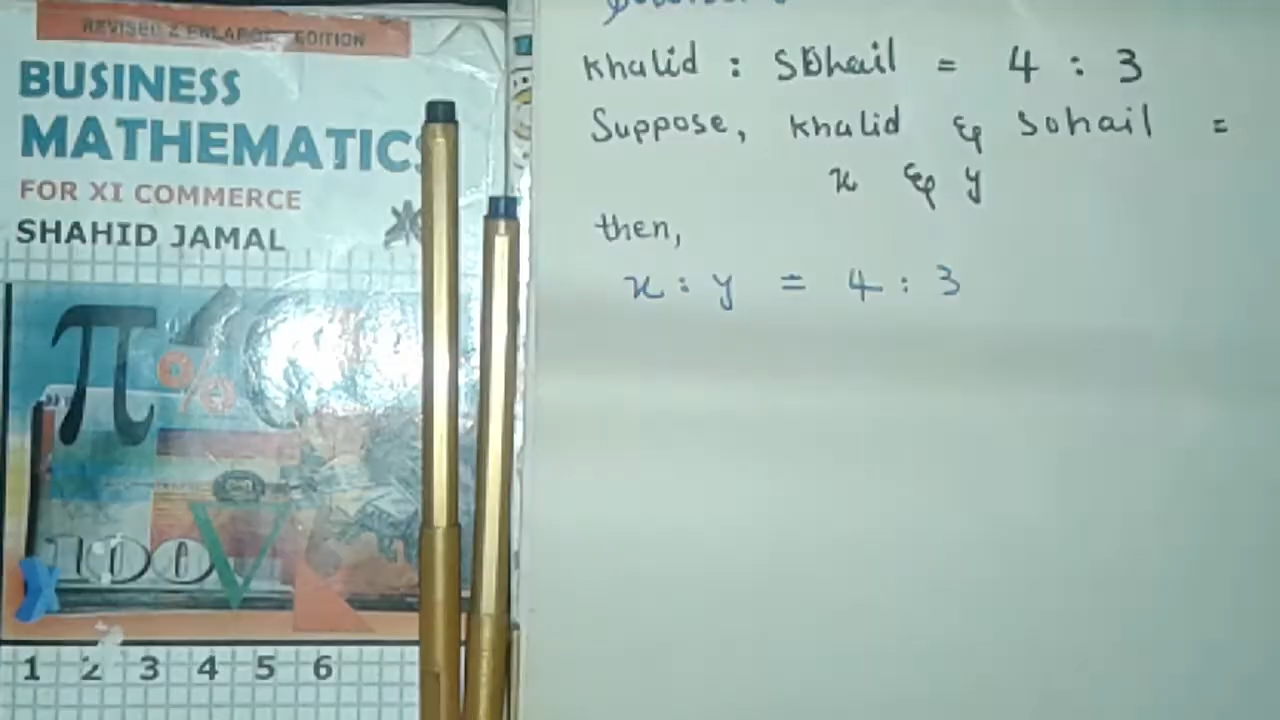 REVISED & ENLARGED EDITION
BUSINESS
MATHEMATICS
FOR XI COMMERCE
SHAHID JAMAL
π %
100
1 2 3 4 5 6
Khalid : Sohail = 4 : 3
Suppose, Khalid & Sohail =
x & y
then,
x : y = 4 : 3